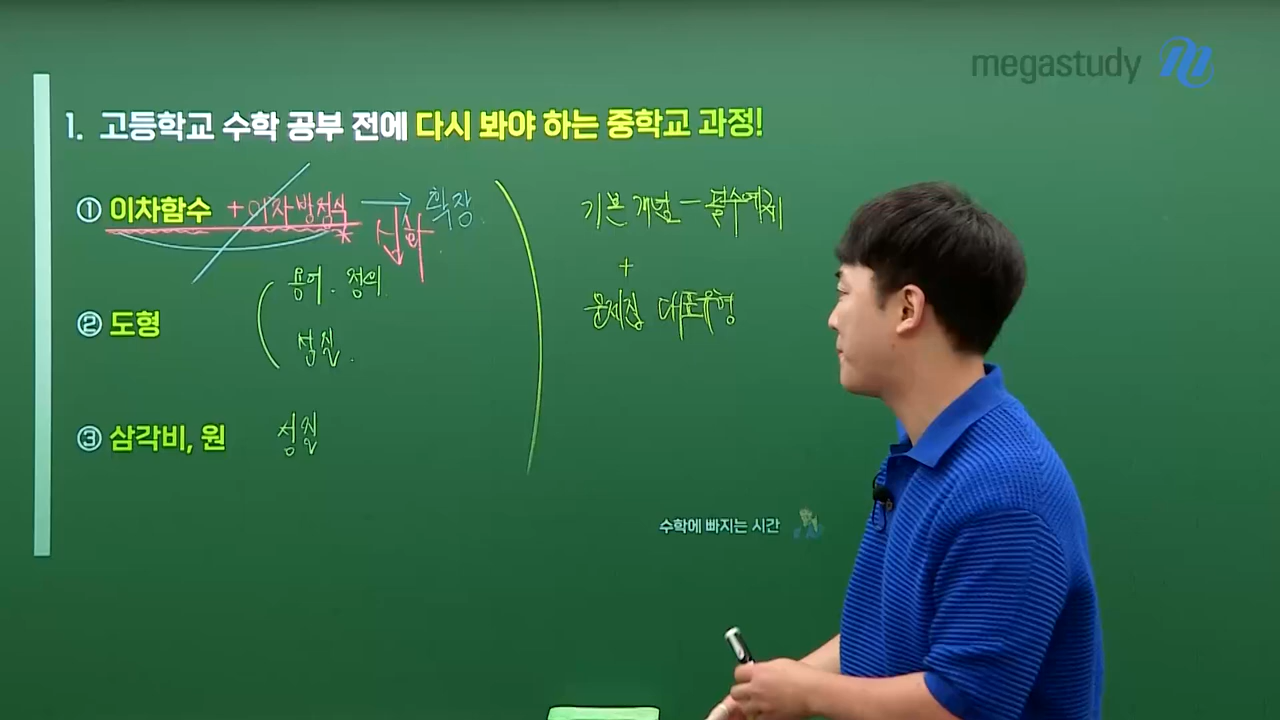 megastudy
1. 고등학교 수학 공부 전에 다시 봐야 하는 중학교 과정!
① 이차함수 + 이차방정식 → 확장
심화
용어. 정의
② 도형
성질.
③ 삼각비, 원 성질
기본개념 - 필수예제
+
문제집 대표유형
수학에 빠지는 시간